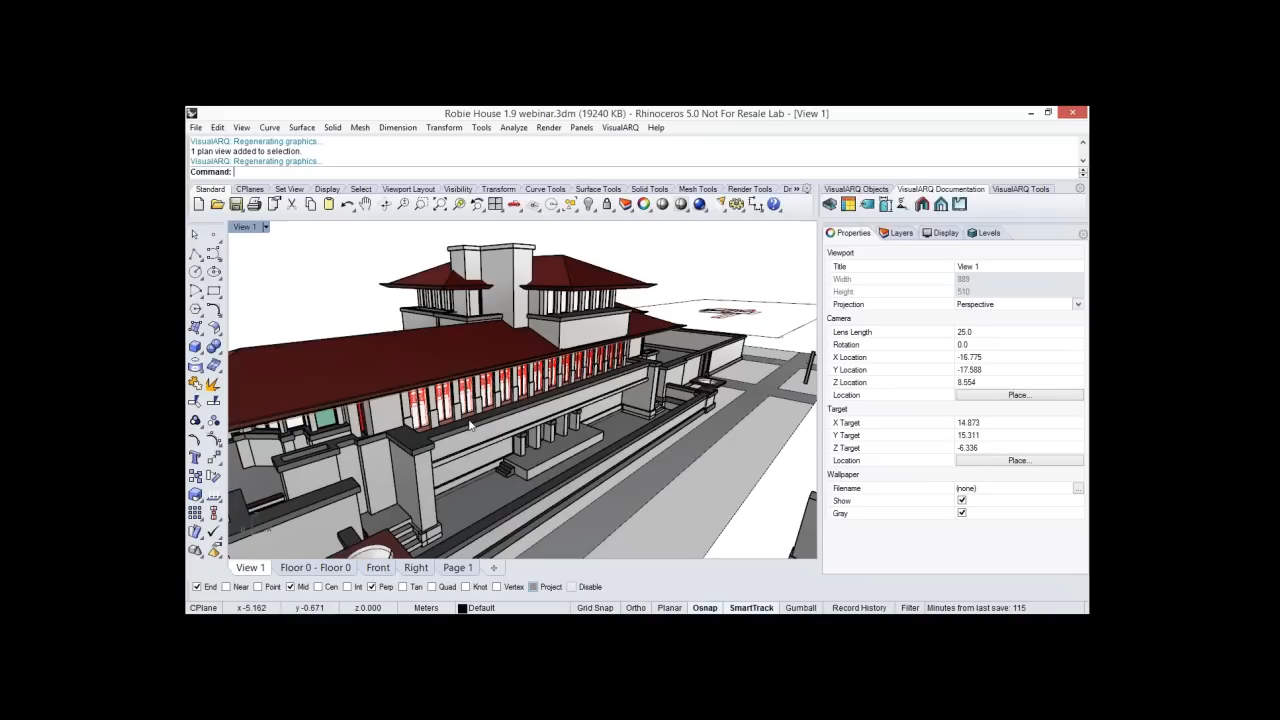 Robie House 1.9 webinar.3dm (19240 KB) - Rhinoceros 5.0 Not For Resale Lab - [View 1]
File Edit View Curve Surface Solid Mesh Dimension Transform Tools Analyze Render Panels VisualARQ Help
VisualARQ: Regenerating graphics...
1 plan view added to selection.
VisualARQ: Regenerating graphics...
Command:
Standard CPlanes Set View Display Select Viewport Layout Visibility Transform Curve Tools Surface Tools Solid Tools Mesh Tools Render Tools Dr »
VisualARQ Objects VisualARQ Documentation VisualARQ Tools
View 1
Properties Layers Display Levels
Viewport
Title View 1
Width 889
Height 510
Projection Perspective
Camera
Lens Length 25.0
Rotation 0.0
X Location -16.775
Y Location -17.588
Z Location 8.554
Location Place...
Target
X Target 14.873
Y Target 15.311
Z Target -6.336
Location Place...
Wallpaper
Filename (none) ...
Show
Gray
View 1 Floor 0 - Floor 0 Front Right Page 1
End Near Point Mid Cen Int Perp Tan Quad Knot Vertex Project Disable
CPlane x -5.162 y -0.671 z 0.000 Meters Default Grid Snap Ortho Planar Osnap SmartTrack Gumball Record History Filter Minutes from last save: 115